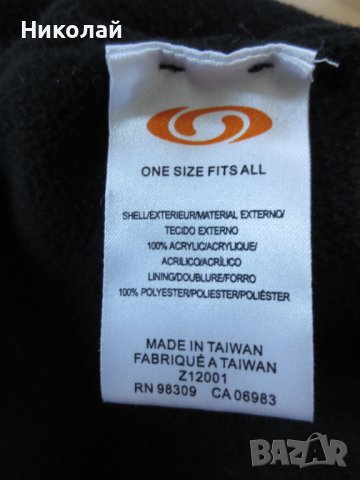 Николай
ONE SIZE FITS ALL
SHELL/EXTERIEUR/MATERIAL EXTERNO/
TECIDO EXTERNO
100% ACRYLIC/ACRYLIQUE/
ACRILICO/ACRÍLICO
LINING/DOUBLURE/FORRO
100% POLYESTER/POLIESTER/POLIÉSTER
MADE IN TAIWAN
FABRIQUÉ A TAIWAN
Z12001
RN 98309 CA 06983
BAZAR